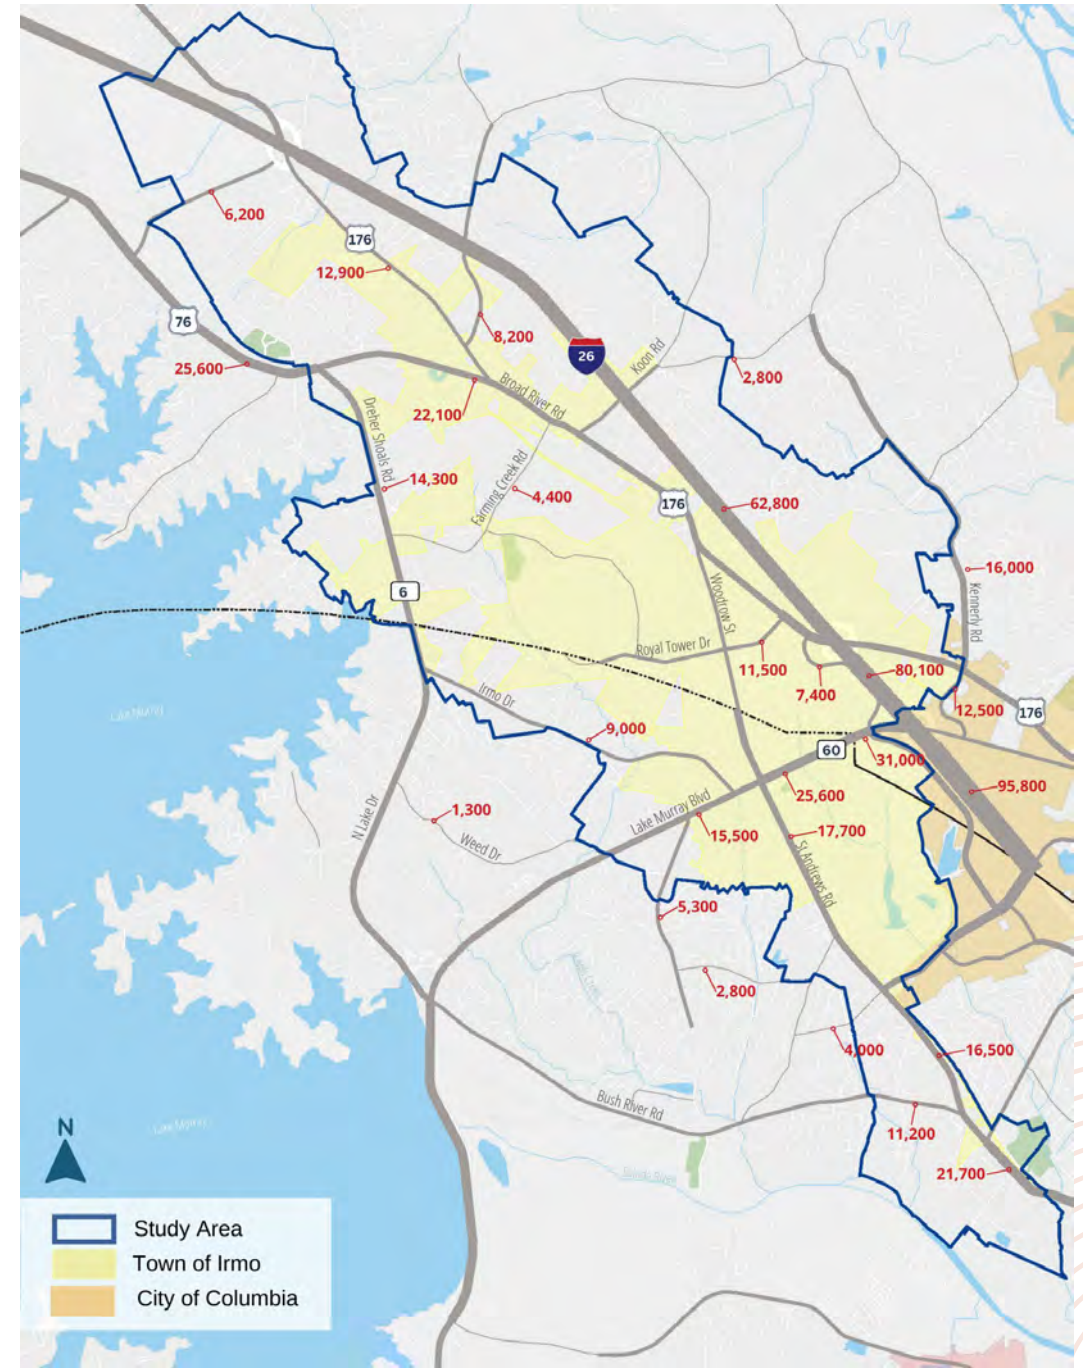 6,200
176
12,900
76
8,200
26
Koon Rd
2,800
25,600
22,100
Broad River Rd
Dreher Shoals Rd
14,300
Farming Creek Rd
4,400
176
62,800
16,000
6
Woodrow St
Kennerly Rd
Royal Tower Dr
11,500
7,400
80,100
12,500
Irmo Dr
176
9,000
60
31,000
25,600
95,800
N Lake Dr
1,300
Weed Dr
Lake Murray Blvd
15,500
17,700
St Andrews Rd
5,300
2,800
4,000
16,500
Bush River Rd
11,200
21,700
N
Study Area
Town of Irmo
City of Columbia